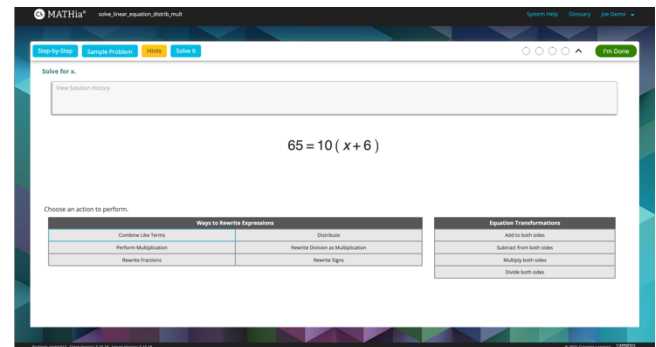 MATHia® solve_linear_equation_distrib_mult System Help Glossary Joe Demo
Step-by-Step Sample Problem Hints Solve It I'm Done
Solve for x.
View Solution History
65 = 10 ( x + 6 )
Choose an action to perform.
Ways to Rewrite Expressions Equation Transformations
Combine Like Terms Distribute Add to both sides
Perform Multiplication Rewrite Division as Multiplication Subtract from both sides
Rewrite Fractions Rewrite Signs Multiply both sides
Divide both sides
CARNEGIE